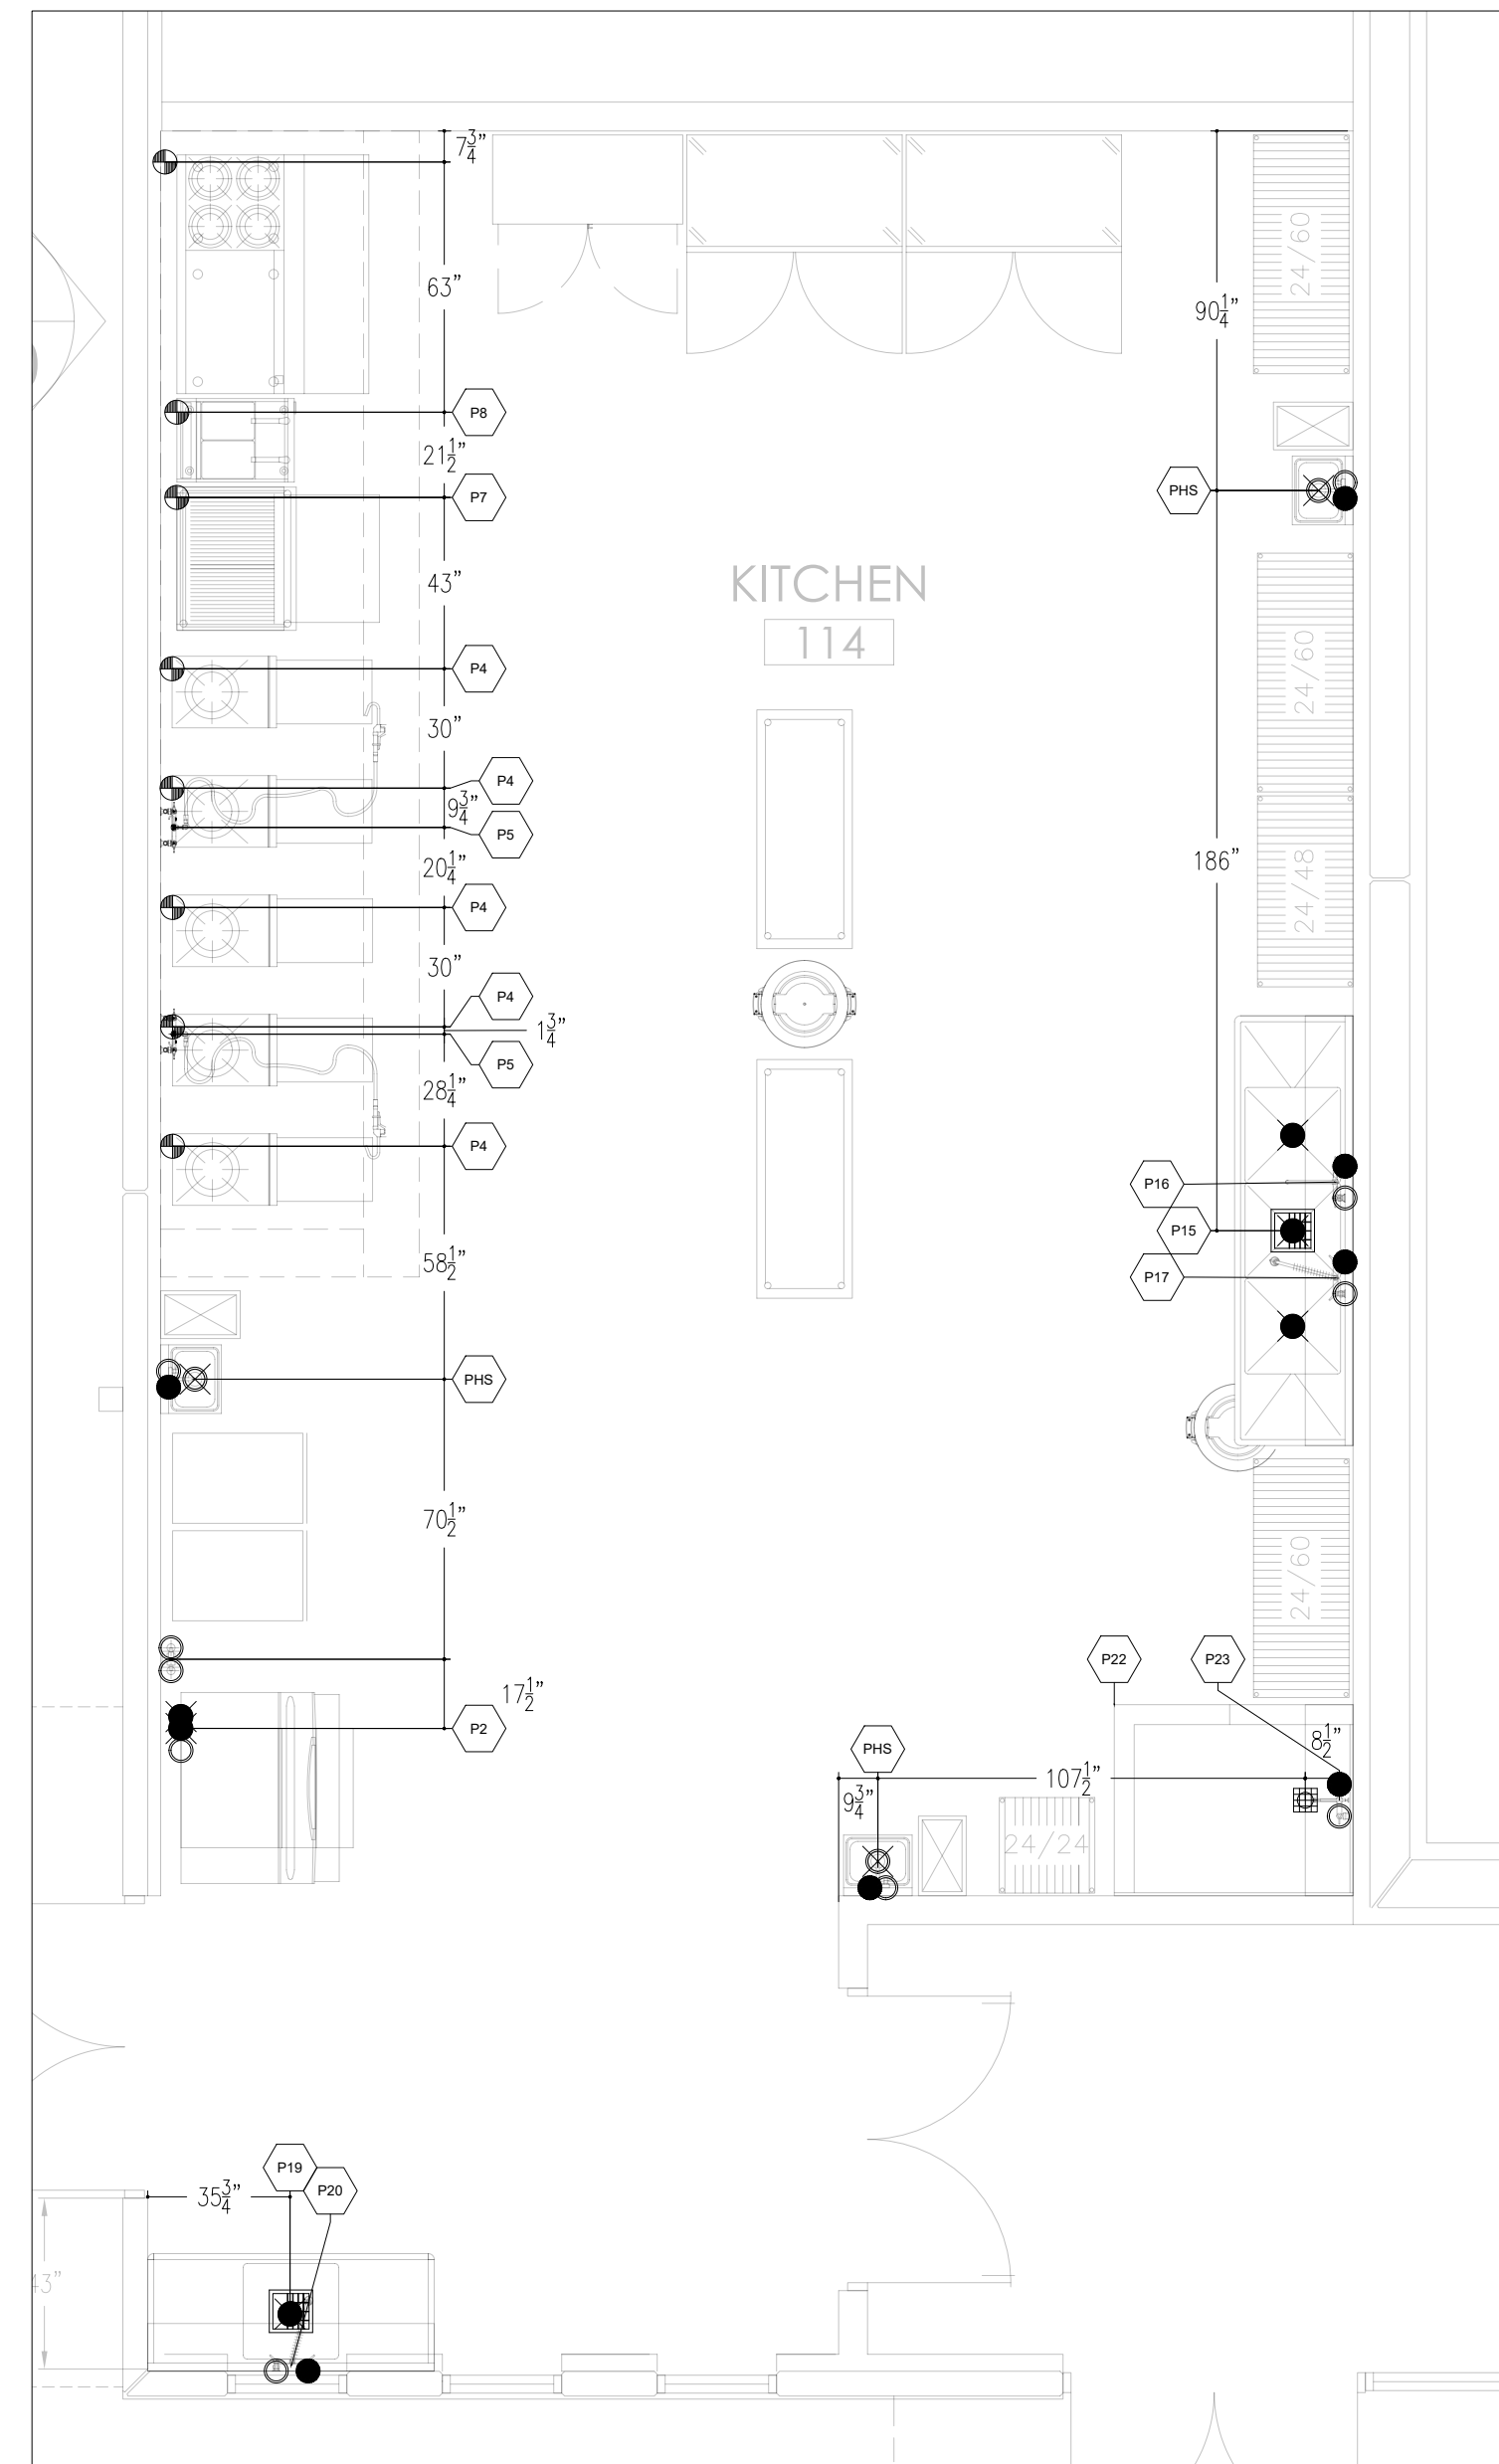 7 3/4"
63"
P8
21 1/2"
P7
43"
P4
30"
P4
9 3/4"
P5
20 1/4"
P4
30"
P4
1 3/4"
P5
28 1/4"
P4
58 1/2"
PHS
70 1/2"
17 1/2"
P2
KITCHEN
114
90 1/4"
24/60
PHS
24/60
186"
24/48
P16
P15
P17
24/60
P22
P23
8 1/2"
PHS
107 1/2"
9 3/4"
24/24
P19
P20
35 3/4"
43"